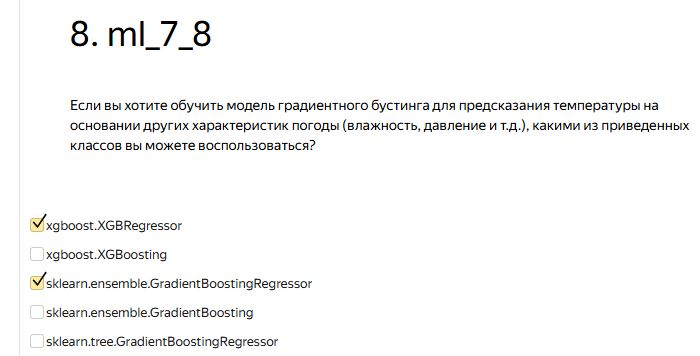 8. ml_7_8
Если вы хотите обучить модель градиентного бустинга для предсказания температуры на
основании других характеристик погоды (влажность, давление и т.д.), какими из приведенных
классов вы можете воспользоваться?
xgboost.XGBRegressor
xgboost.XGBoosting
sklearn.ensemble.GradientBoostingRegressor
sklearn.ensemble.GradientBoosting
sklearn.tree.GradientBoostingRegressor